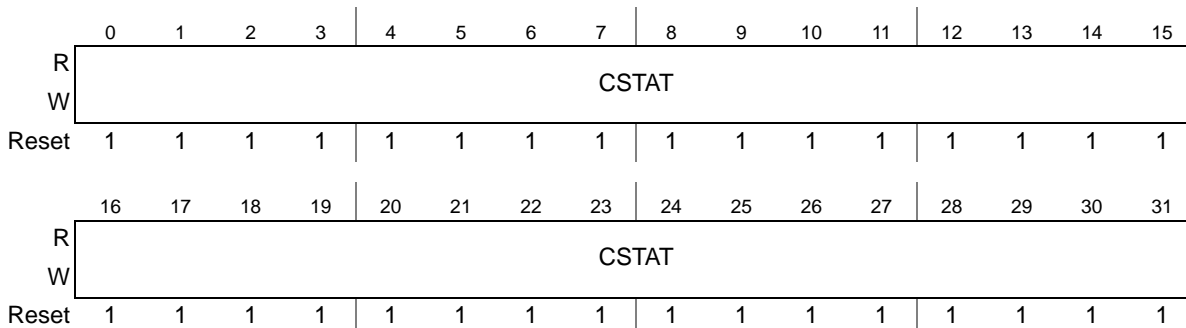 0 1 2 3 4 5 6 7 8 9 10 11 12 13 14 15
R
CSTAT
W
Reset 1 1 1 1 1 1 1 1 1 1 1 1 1 1 1 1
16 17 18 19 20 21 22 23 24 25 26 27 28 29 30 31
R
CSTAT
W
Reset 1 1 1 1 1 1 1 1 1 1 1 1 1 1 1 1